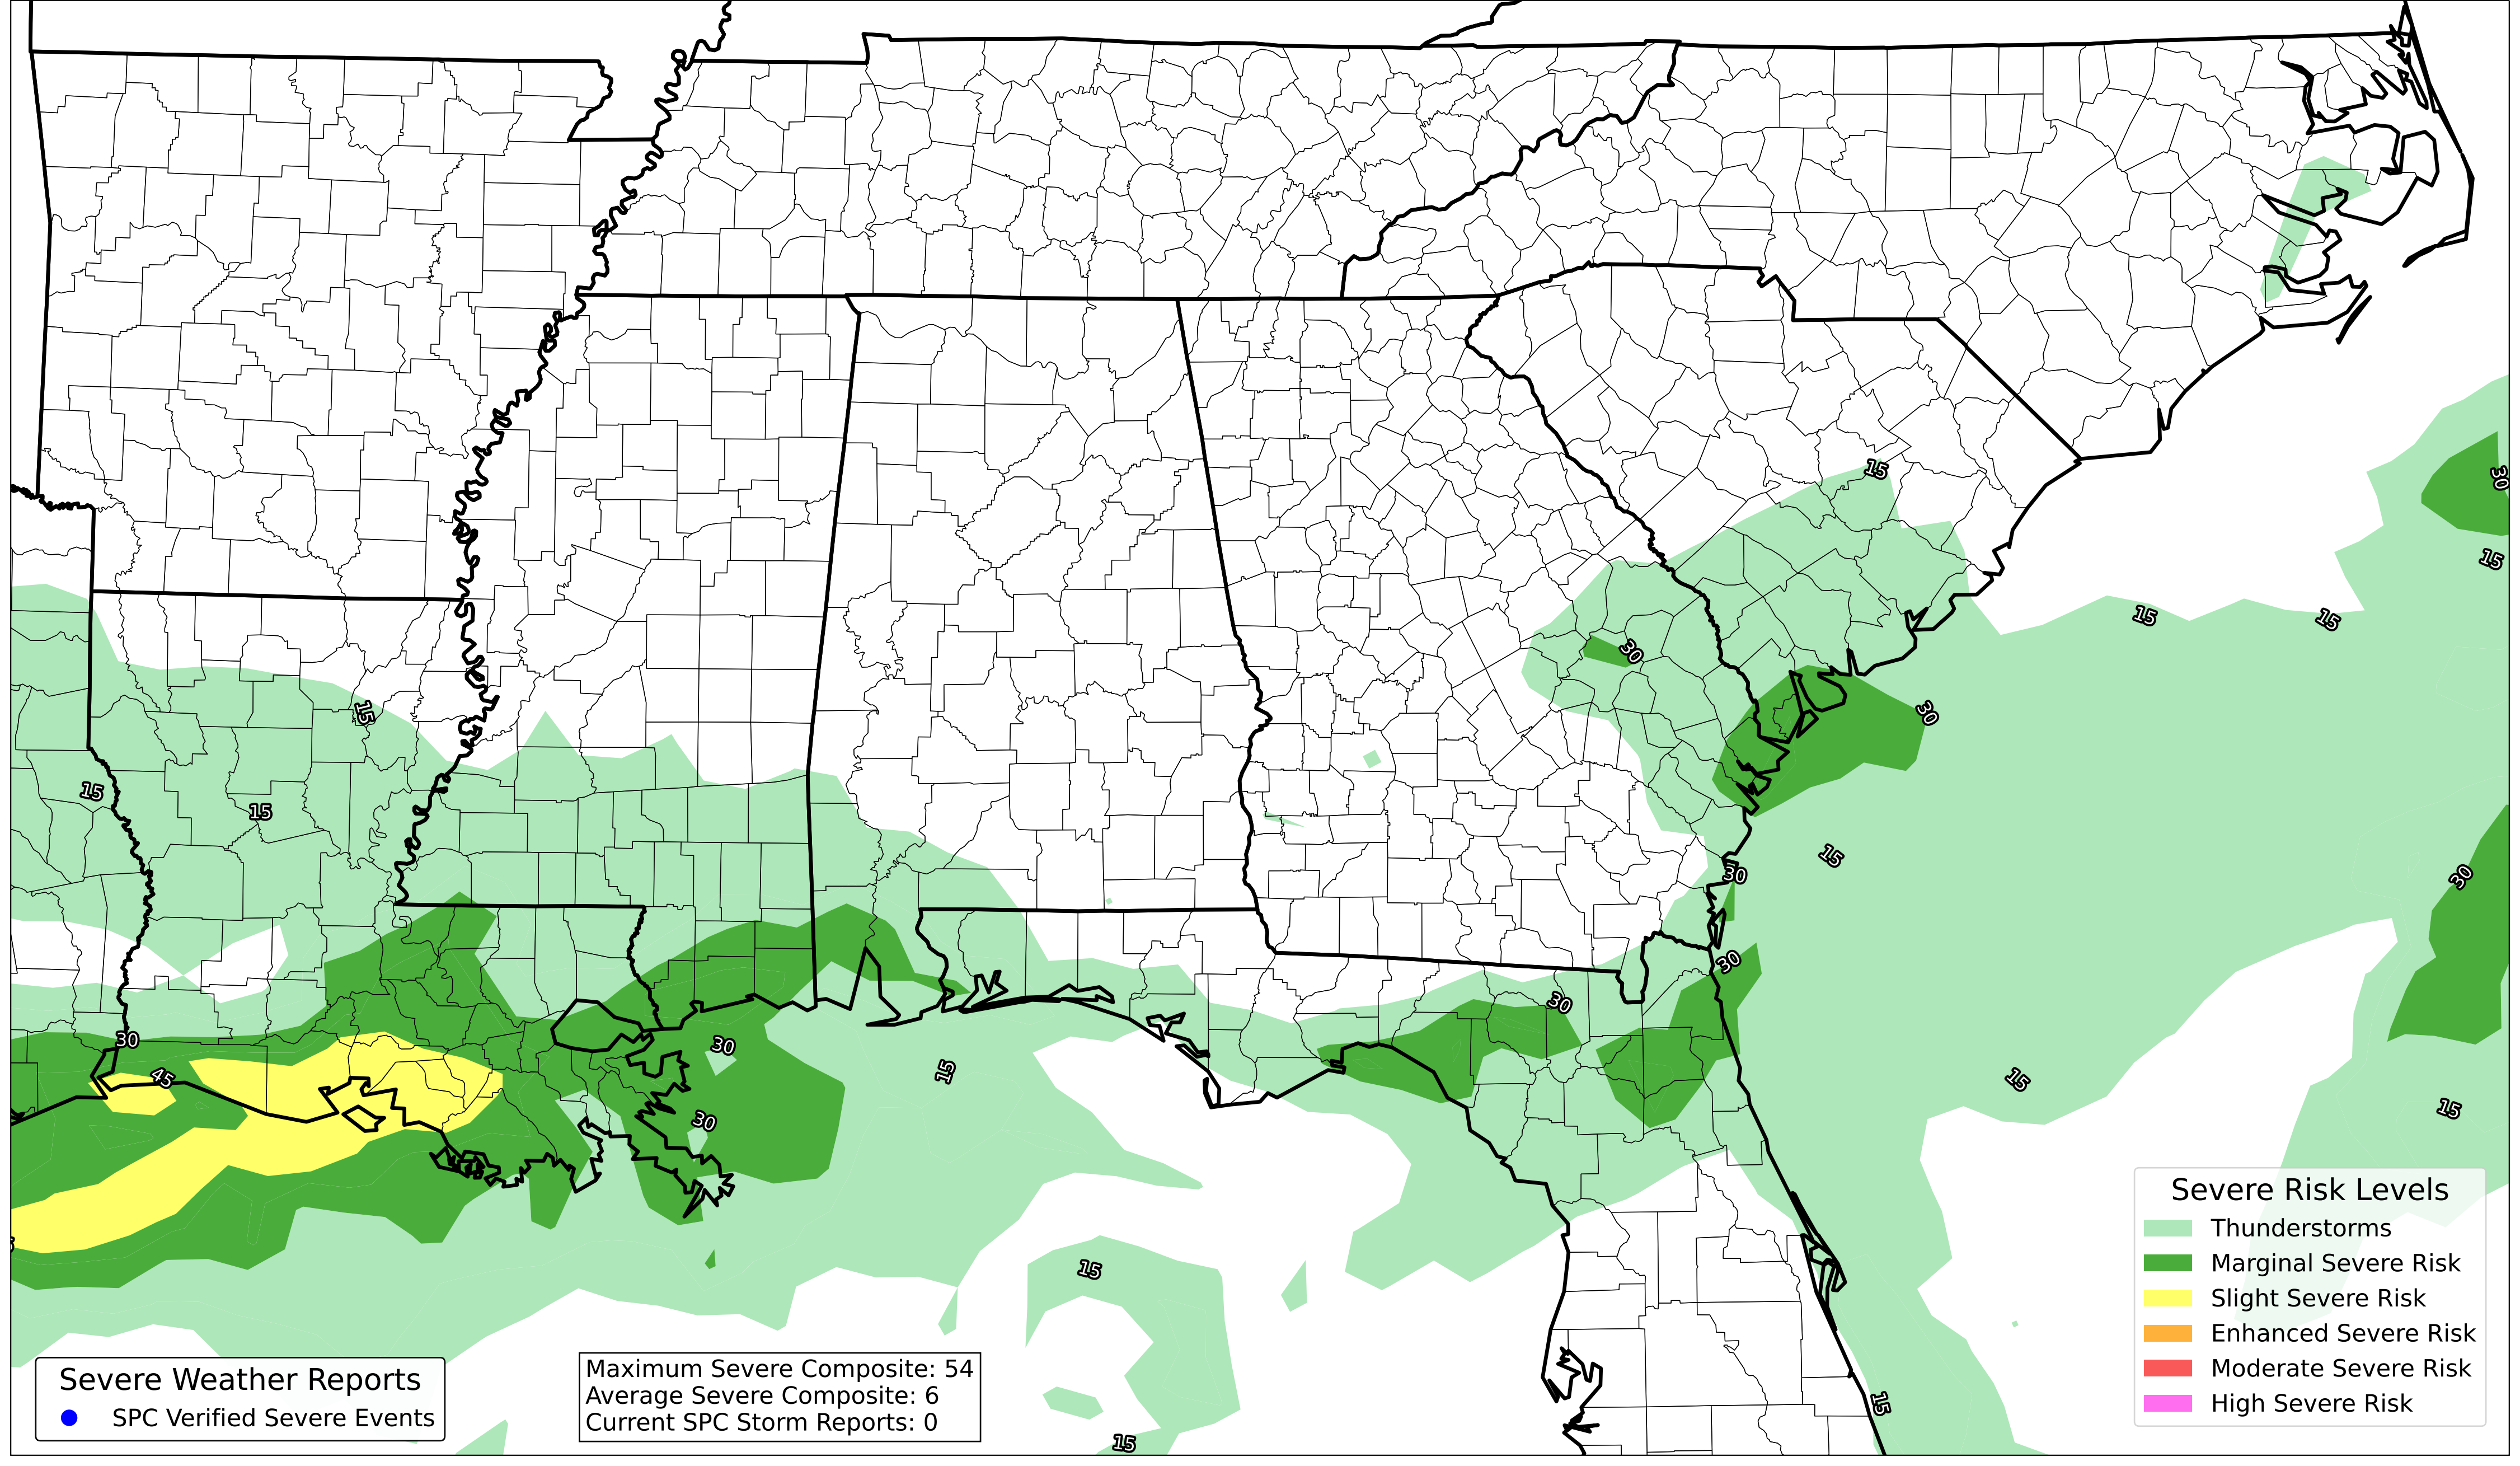 15
30
15
15
15
30
15
30
15
15
15
30
30
30
30
30
30
45
30
15
15
30
15
15
15
15
Severe Risk Levels
Thunderstorms
Marginal Severe Risk
Slight Severe Risk
Enhanced Severe Risk
Moderate Severe Risk
High Severe Risk
Severe Weather Reports
SPC Verified Severe Events
Maximum Severe Composite: 54
Average Severe Composite: 6
Current SPC Storm Reports: 0